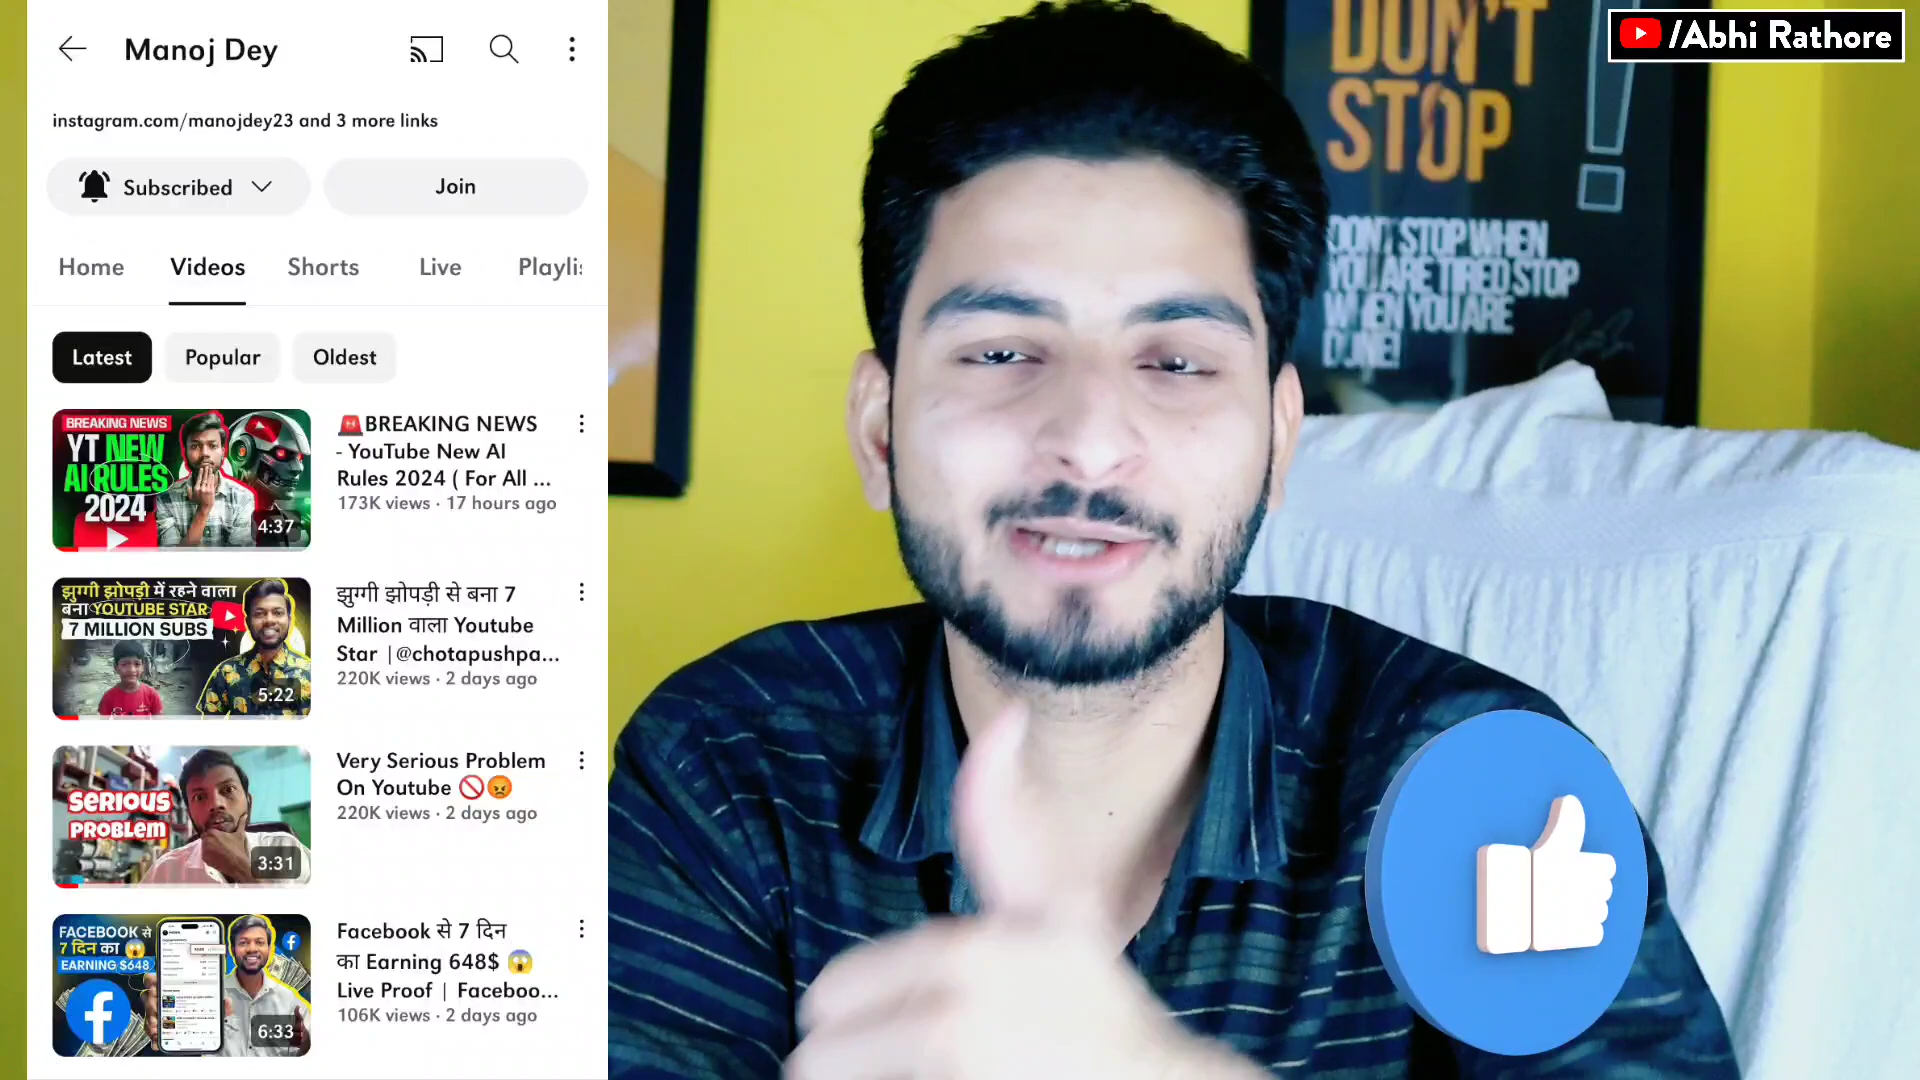 Manoj Dey
instagram.com/manojdey23 and 3 more links
Subscribed
Join
Home
Videos
Shorts
Live
Playlis
Latest
Popular
Oldest
BREAKING NEWS
YT NEW
AI RULES
2024
4:37
🚨BREAKING NEWS
- YouTube New AI
Rules 2024 ( For All ...
173K views · 17 hours ago
झुग्गी झोपड़ी में रहने वाला
बना YOUTUBE STAR
7 MILLION SUBS
5:22
झुग्गी झोपड़ी से बना 7
Million वाला Youtube
Star |@chotapushpa...
220K views · 2 days ago
SERIOUS
PROBLEM
3:31
Very Serious Problem
On Youtube 🚫😡
220K views · 2 days ago
FACEBOOK से
7 दिन का 😱
EARNING $648
6:33
Facebook से 7 दिन
का Earning 648$ 😱
Live Proof | Faceboo...
106K views · 2 days ago
/Abhi Rathore
DON'T
STOP
!
DON'T STOP WHEN
YOU ARE TIRED STOP
WHEN YOU ARE
DONE!